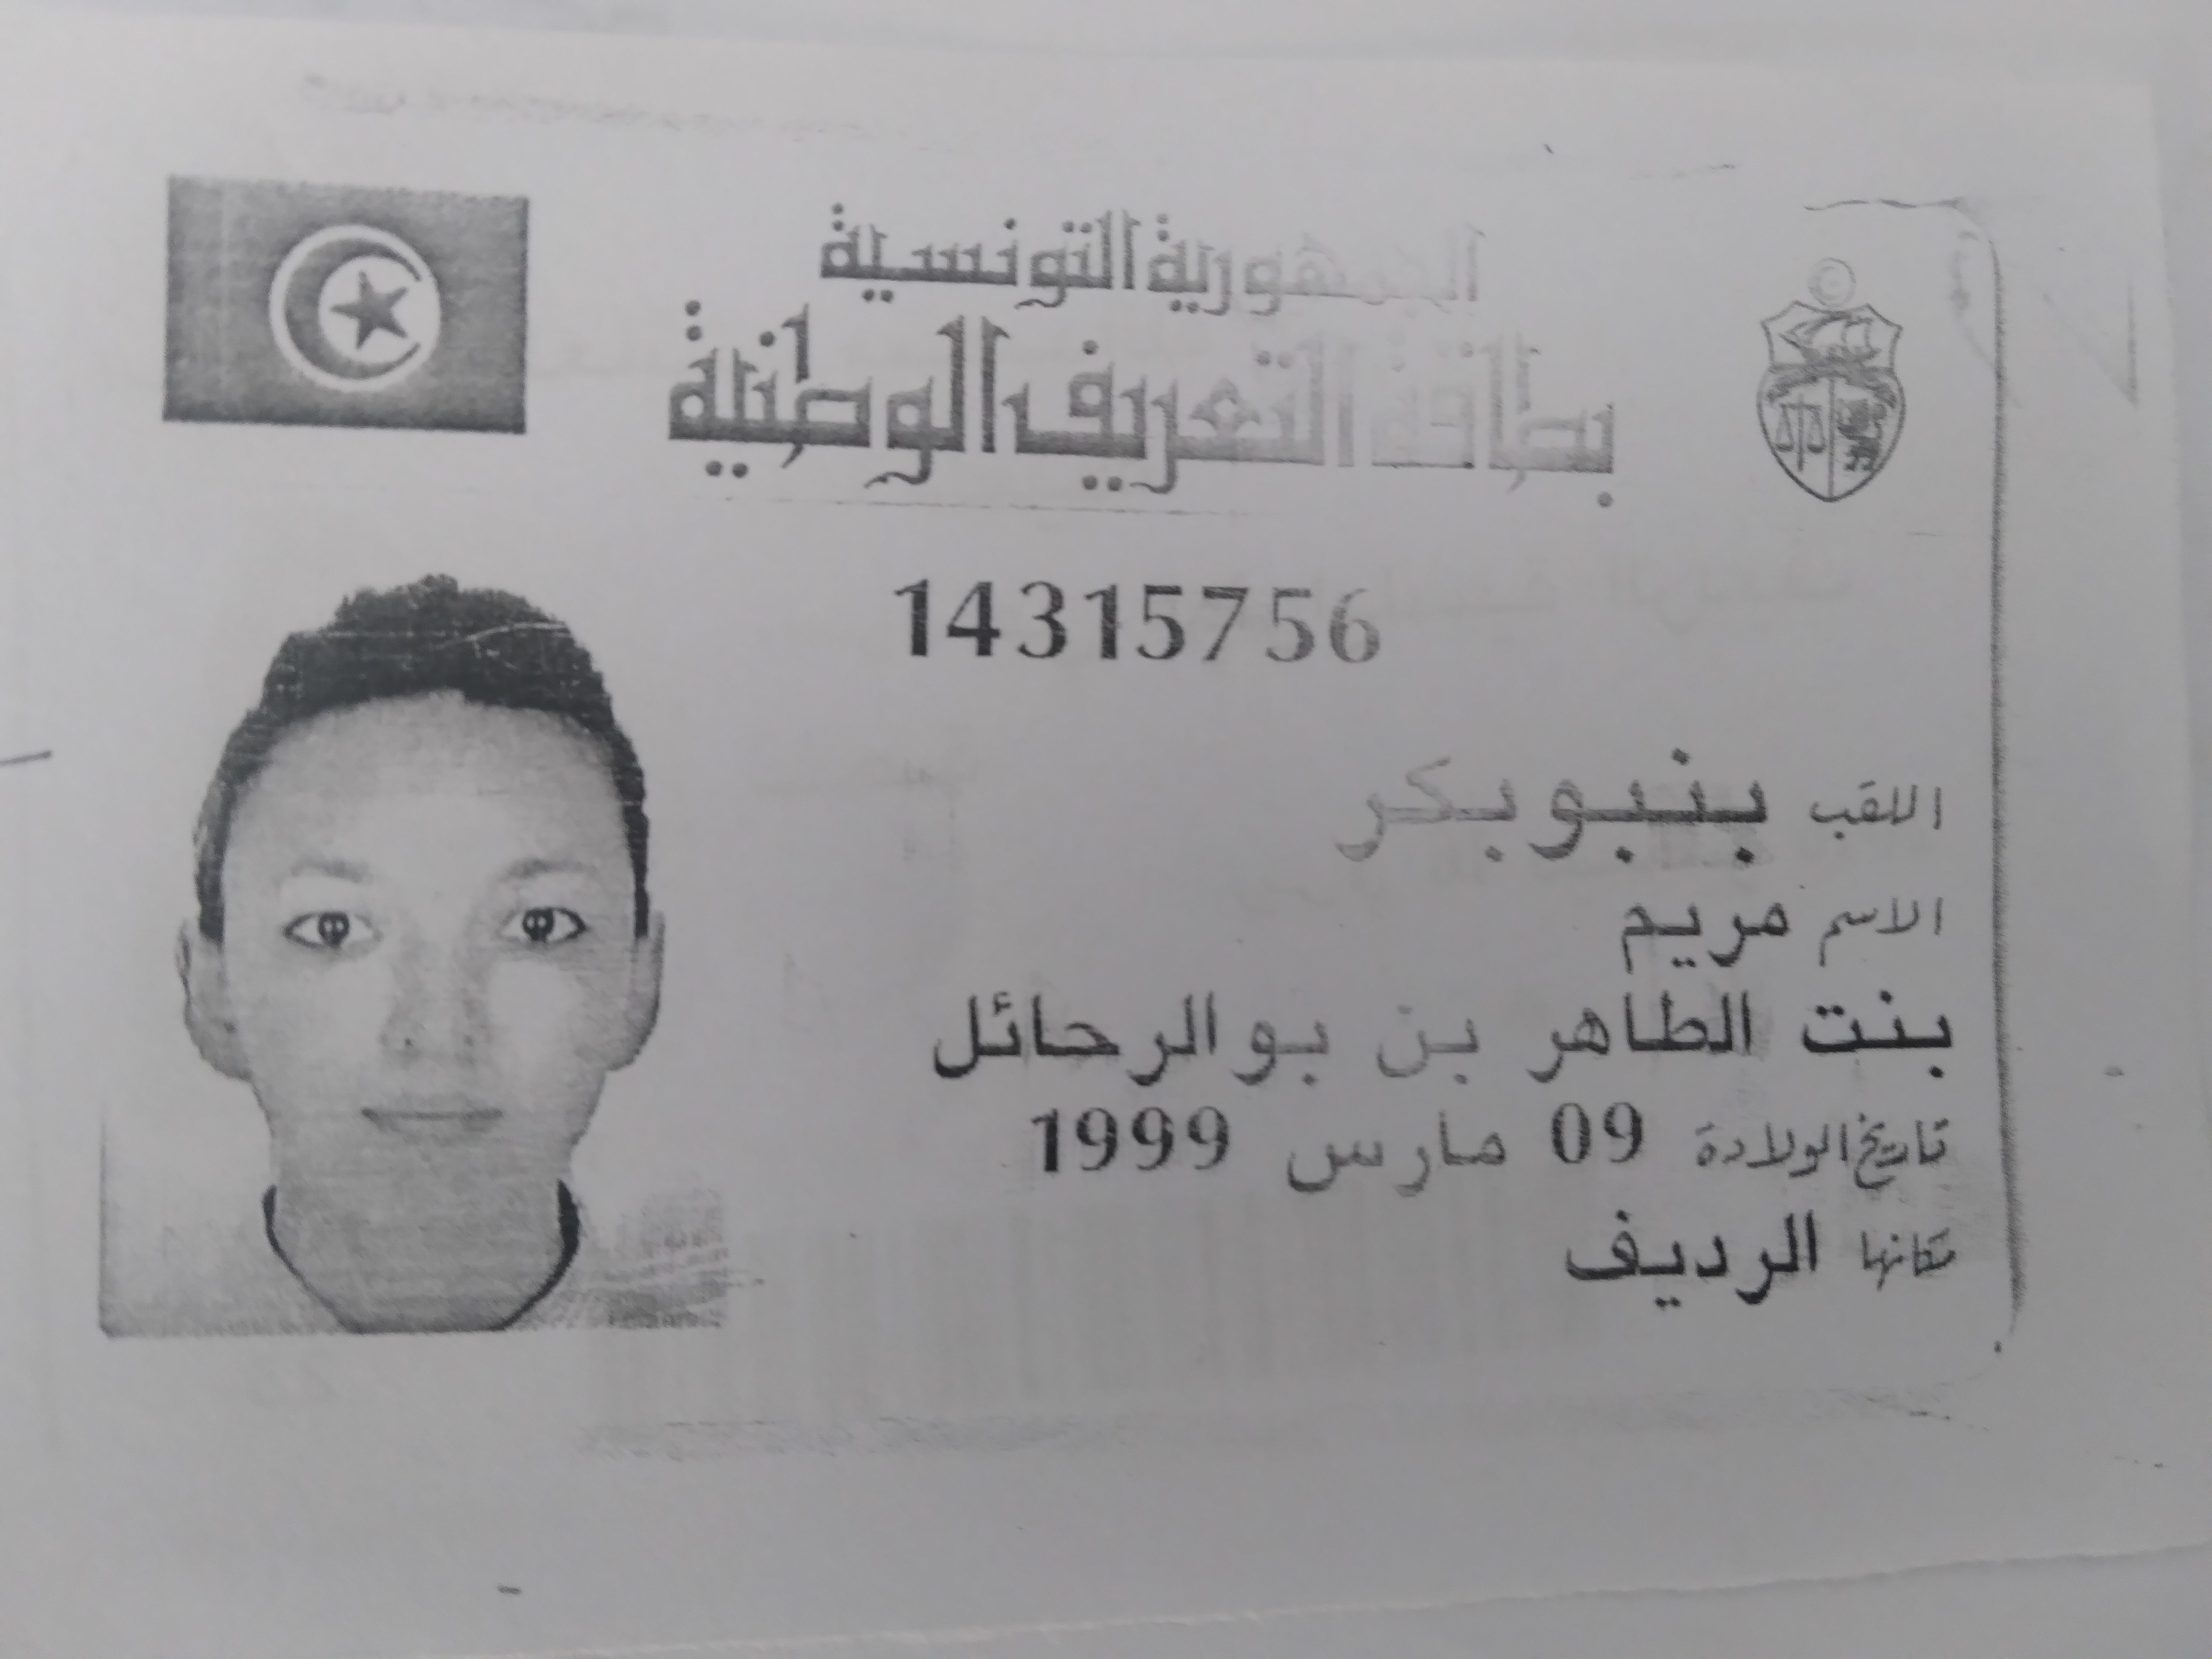 الجمهورية التونسية
بطاقة التعريف الوطنية
14315756
اللقب بنبوبكر
الاسم مريم
بنت الطاهر بن بوالرحائل
تاريخ الولادة 09 مارس 1999
مكانها الرديف